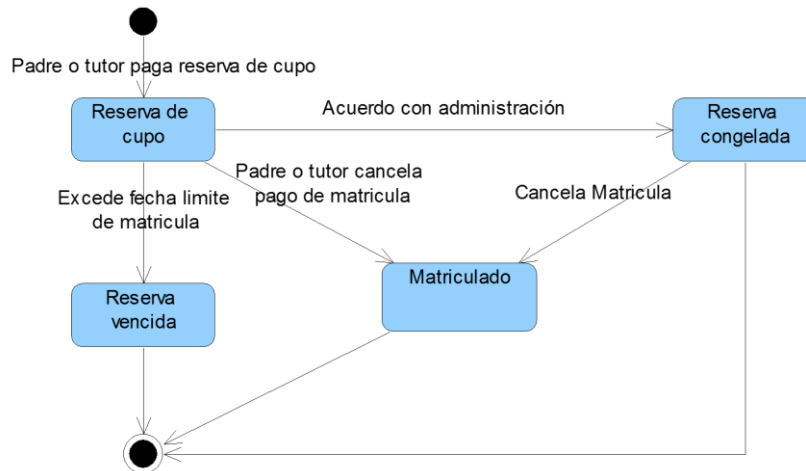 Padre o tutor paga reserva de cupo
Reserva de
cupo
Acuerdo con administración
Reserva
congelada
Excede fecha limite
de matricula
Padre o tutor cancela
pago de matricula
Cancela Matricula
Reserva
vencida
Matriculado